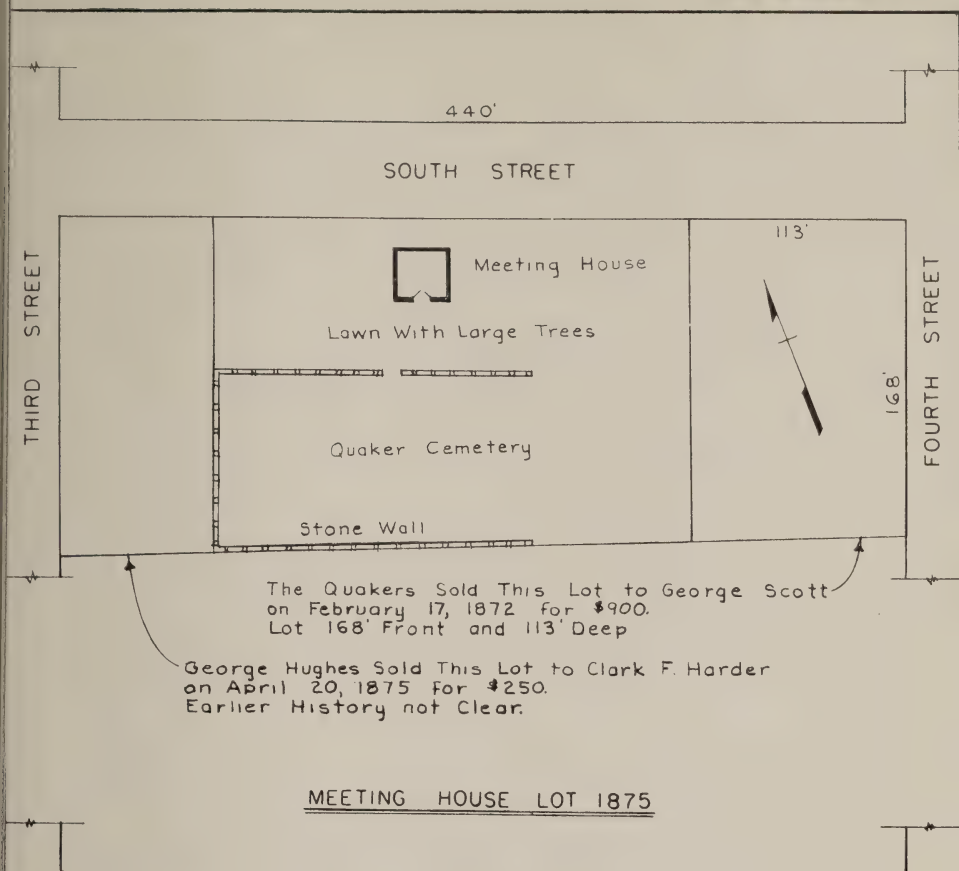 440'
SOUTH STREET
113'
THIRD STREET
Meeting House
FOURTH STREET
Lawn With Large Trees
168'
Quaker Cemetery
Stone Wall
The Quakers Sold This Lot to George Scott
on February 17, 1872 for $900.
Lot 168' Front and 113' Deep
George Hughes Sold This Lot to Clark F. Harder
on April 20, 1875 for $250.
Earlier History not Clear.
MEETING HOUSE LOT 1875